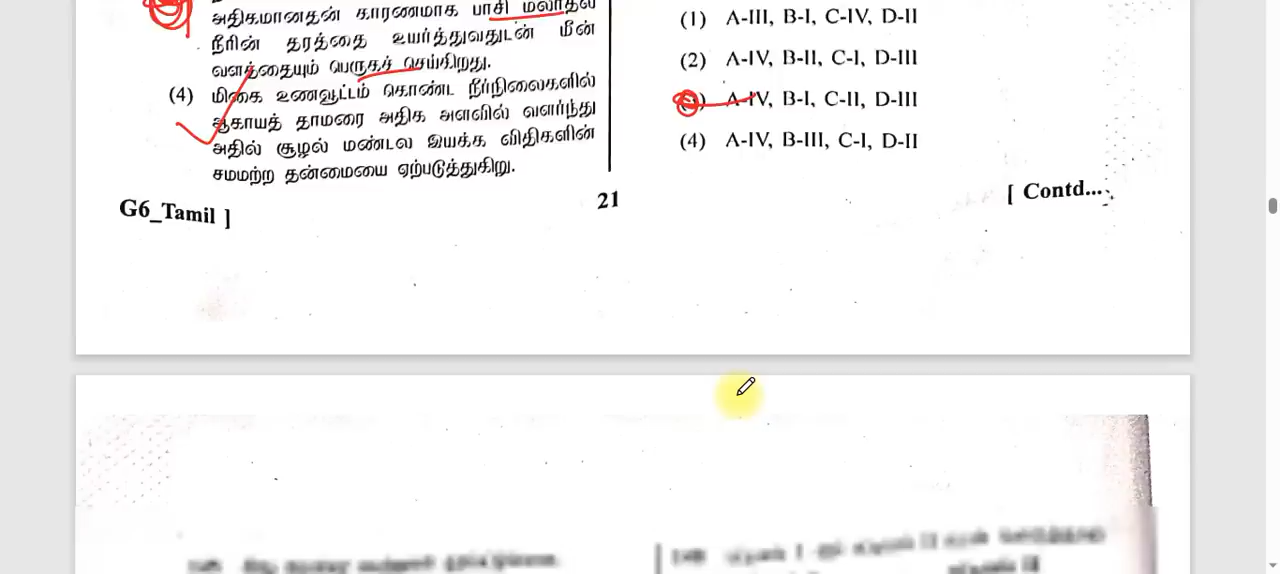 அதிகமானதன் காரணமாக பாசி மலர்தல்
நீரின் தரத்தை உயர்த்துவதுடன் மீன்
வளத்தையும் பெருகச் செய்கிறது.
(4) மிகை உணவூட்டம் கொண்ட நீர்நிலைகளில்
ஆகாயத் தாமரை அதிக அளவில் வளர்ந்து
அதில் சூழல் மண்டல இயக்க விதிகளின்
சமமற்ற தன்மையை ஏற்படுத்துகிறு.
(1) A-III, B-I, C-IV, D-II
(2) A-IV, B-II, C-I, D-III
(3) A-IV, B-I, C-II, D-III
(4) A-IV, B-III, C-I, D-II
G6_Tamil ]
21
[ Contd...